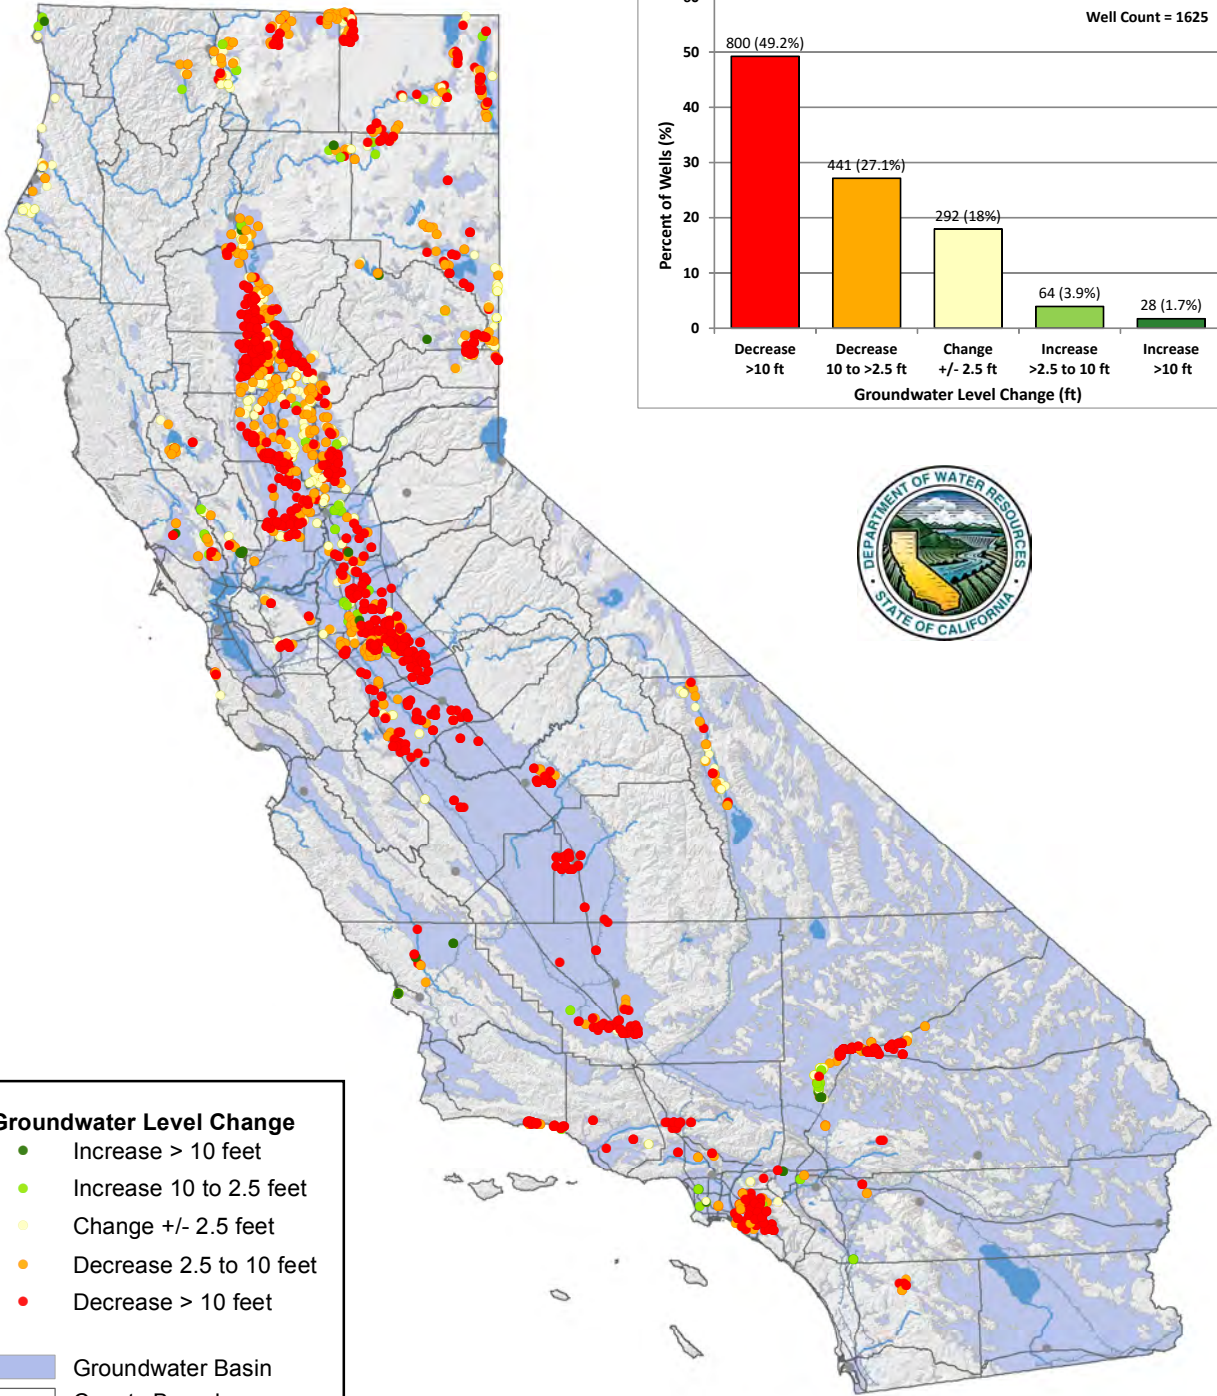 Well Count = 1625
50
40
30
20
10
0
Percent of Wells (%)
800 (49.2%)
441 (27.1%)
292 (18%)
64 (3.9%)
28 (1.7%)
Decrease >10 ft
Decrease 10 to >2.5 ft
Change +/- 2.5 ft
Increase >2.5 to 10 ft
Increase >10 ft
Groundwater Level Change (ft)
DEPARTMENT OF WATER RESOURCES
STATE OF CALIFORNIA
Groundwater Level Change
Increase > 10 feet
Increase 10 to 2.5 feet
Change +/- 2.5 feet
Decrease 2.5 to 10 feet
Decrease > 10 feet
Groundwater Basin